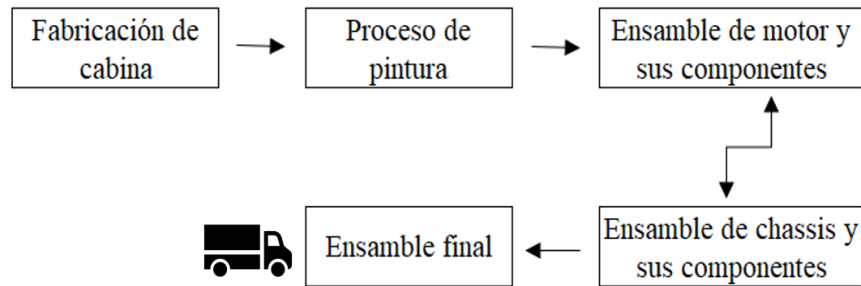 Fabricación de
cabina
Proceso de
pintura
Ensamble de motor y
sus componentes
Ensamble final
Ensamble de chassis y
sus componentes